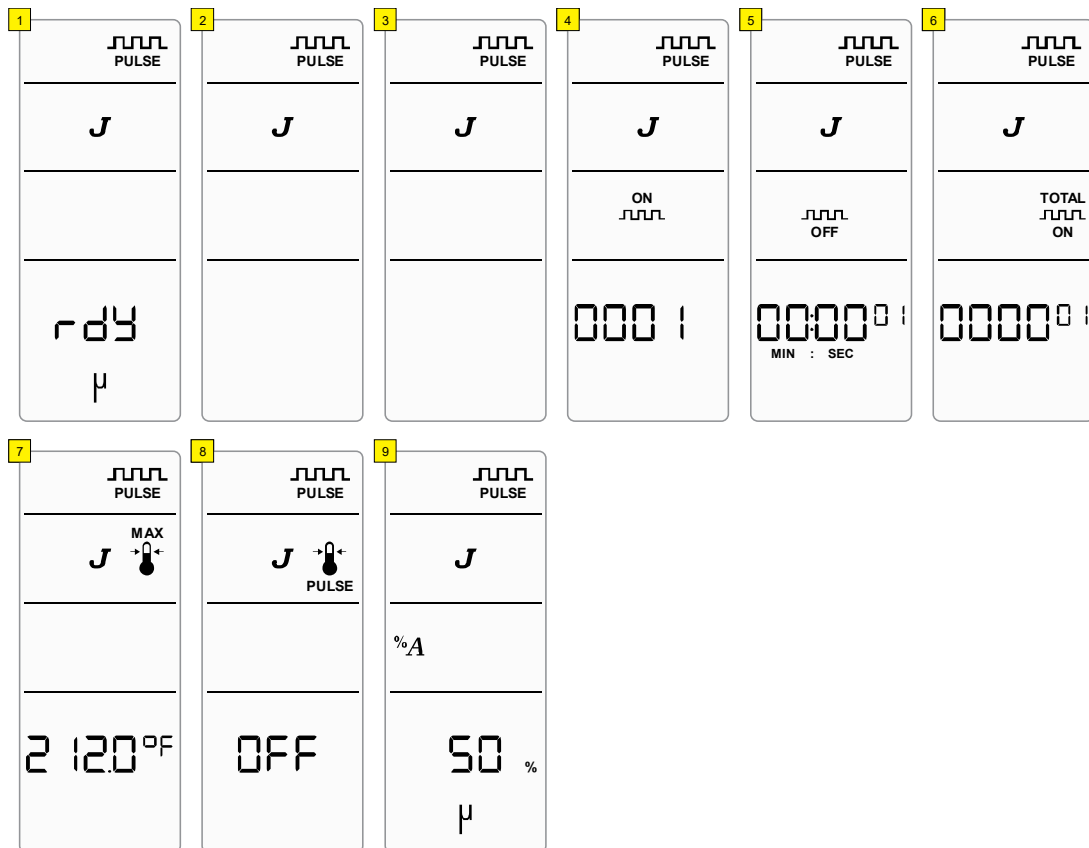 1
PULSE
J
rdy
µ
2
PULSE
J
3
PULSE
J
4
PULSE
J
ON
0001
5
PULSE
J
OFF
00:00 01
MIN : SEC
6
PULSE
J
TOTAL
ON
0000 01
7
PULSE
MAX
J
212.0°F
8
PULSE
J
PULSE
OFF
9
PULSE
J
%A
50 %
µ